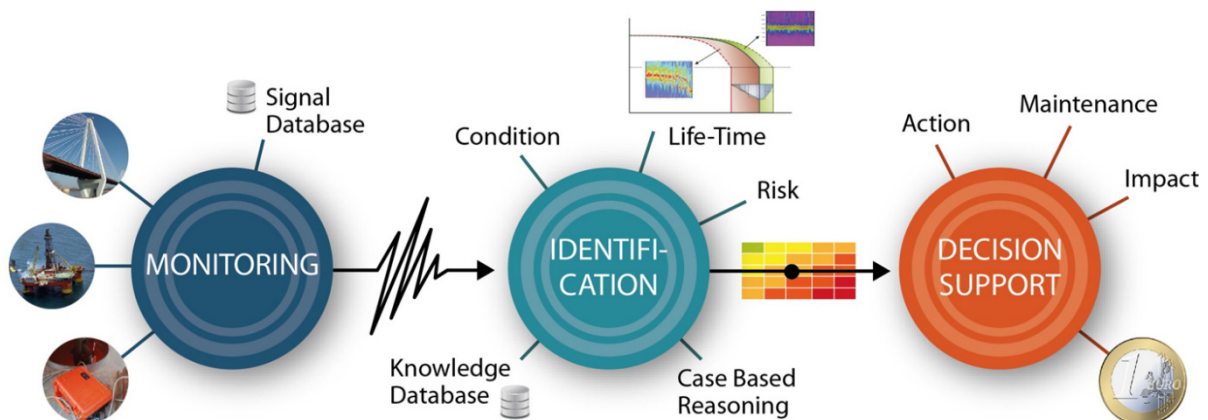 Signal
Database
MONITORING
Condition
Life-Time
Risk
IDENTIFI-
CATION
Knowledge
Database
Case Based
Reasoning
Action
Maintenance
Impact
DECISION
SUPPORT
1
EURO